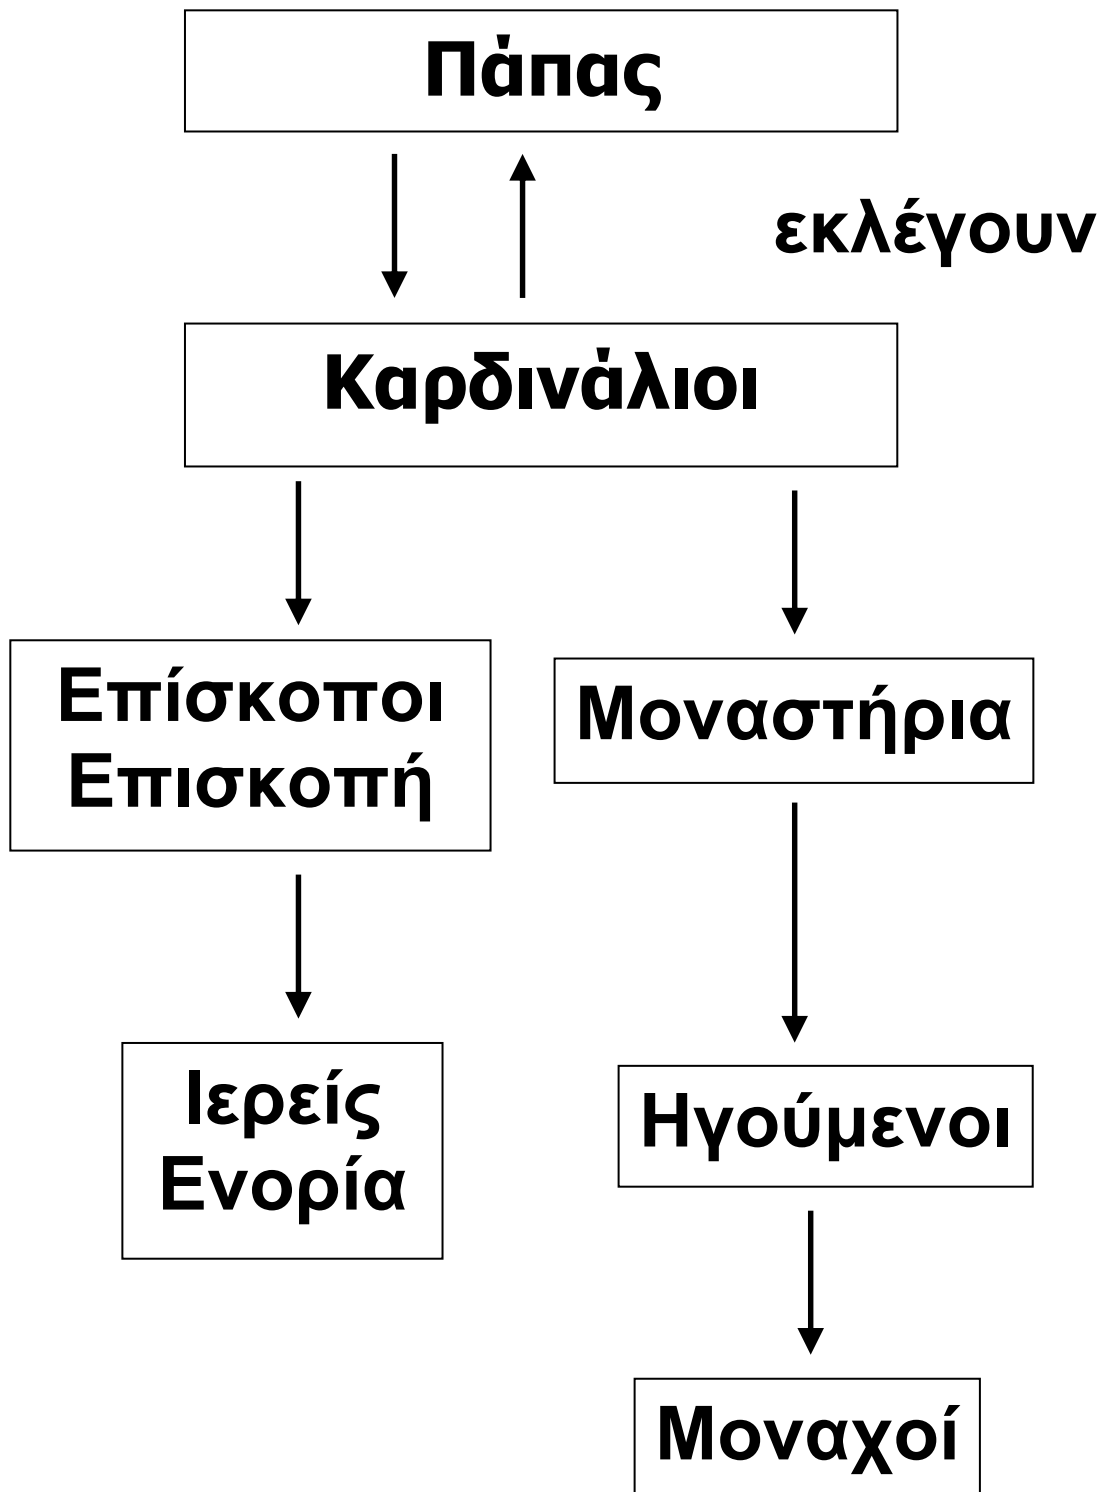 Πάπας
εκλέγουν
Καρδινάλιοι
Επίσκοποι
Επισκοπή
Μοναστήρια
Ιερείς
Ενορία
Ηγούμενοι
Μοναχοί